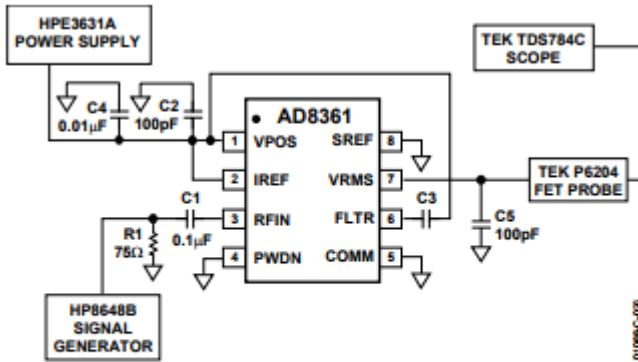 HPE3631A
POWER SUPPLY
TEK TDS784C
SCOPE
C4
0.01µF
C2
100pF
AD8361
1 VPOS SREF 8
2 IREF VRMS 7
3 RFIN FLTR 6
4 PWDN COMM 5
TEK P6204
FET PROBE
C1
0.1µF
R1
75Ω
C3
C5
100pF
HP8648B
SIGNAL
GENERATOR